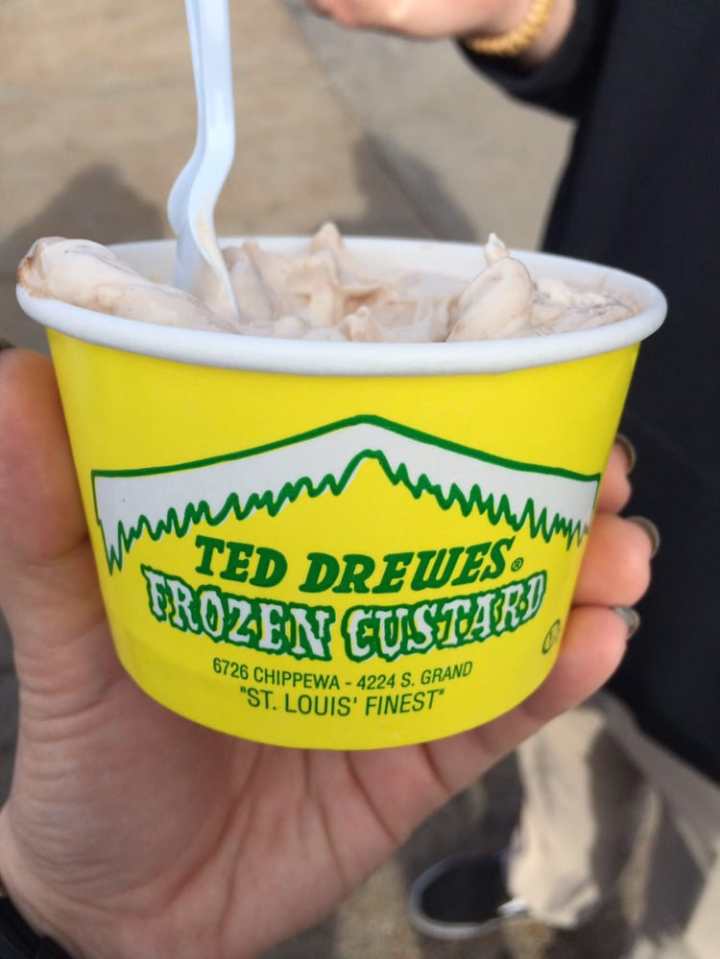 TED DREWES®
FROZEN CUSTARD
6726 CHIPPEWA - 4224 S. GRAND
"ST. LOUIS' FINEST"